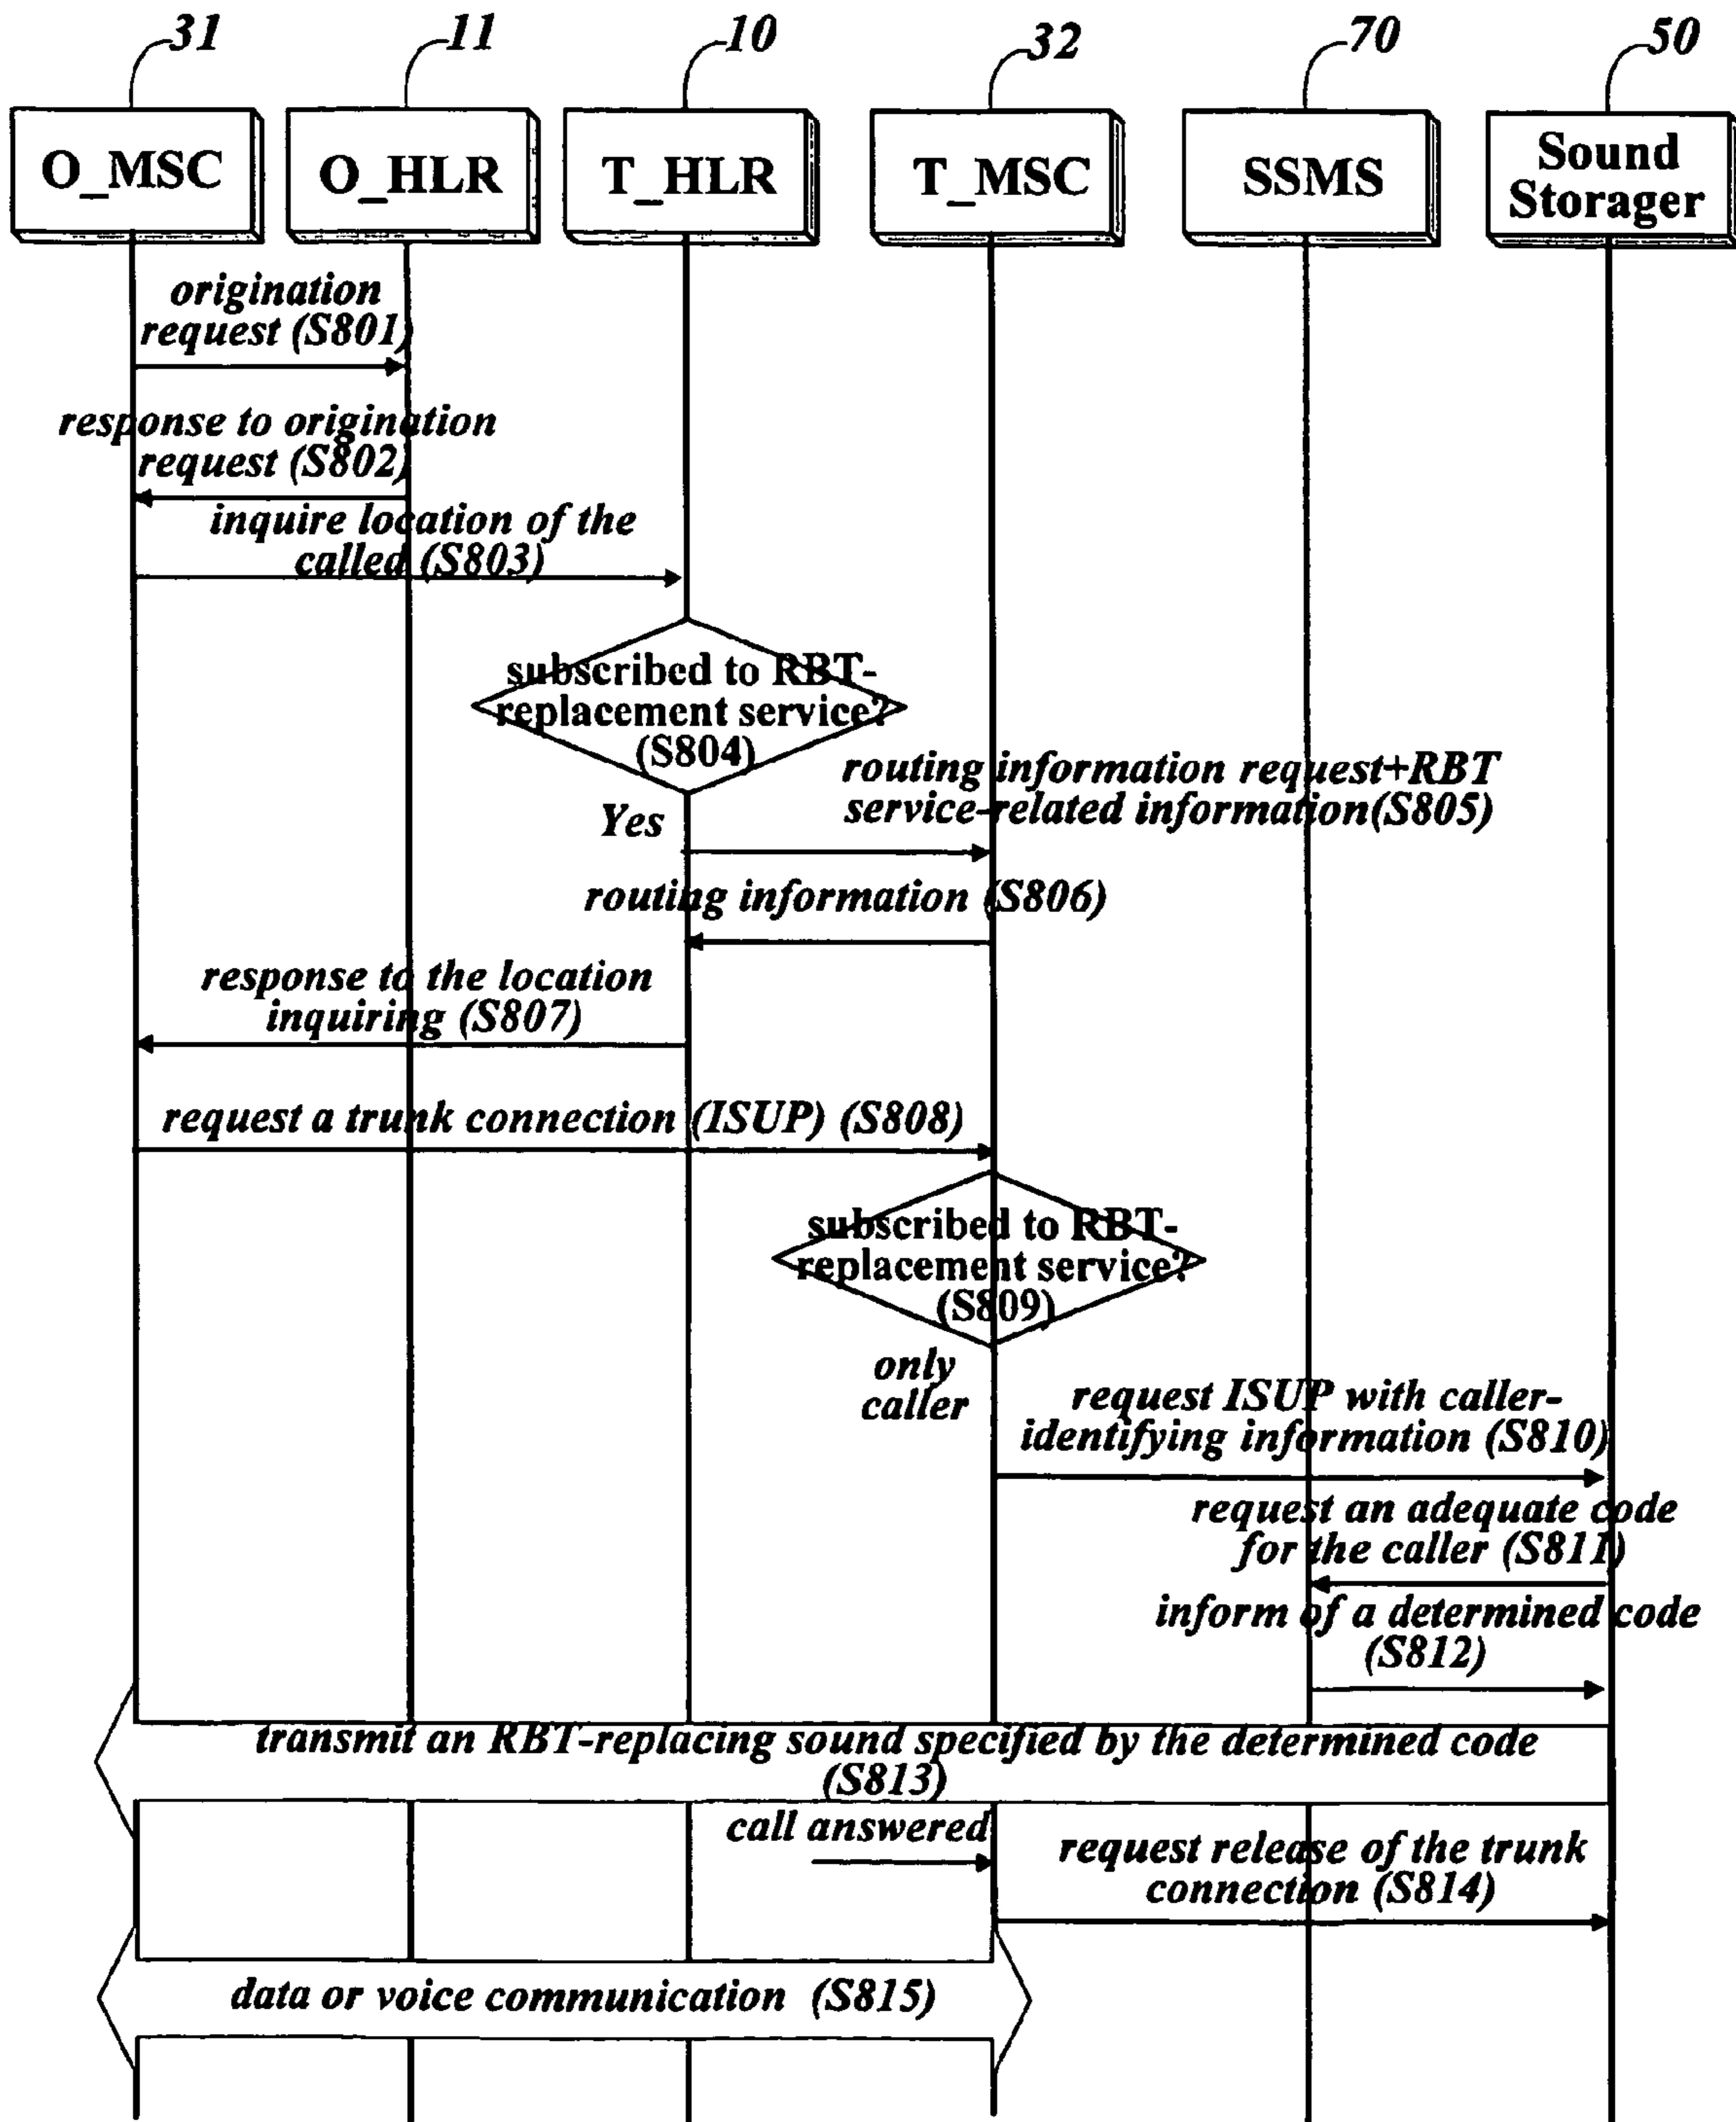 31
11
10
32
70
50
O_MSC
O_HLR
T_HLR
T_MSC
SSMS
Sound
Storager
origination
request (S801)
response to origination
request (S802)
inquire location of the
called (S803)
subscribed to RBT-
replacement service?
(S804)
Yes
routing information request+RBT
service-related information(S805)
routing information (S806)
response to the location
inquiring (S807)
request a trunk connection (ISUP) (S808)
subscribed to RBT-
replacement service?
(S809)
only
caller
request ISUP with caller-
identifying information (S810)
request an adequate code
for the caller (S811)
inform of a determined code
(S812)
transmit an RBT-replacing sound specified by the determined code
(S813)
call answered
request release of the trunk
connection (S814)
data or voice communication (S815)